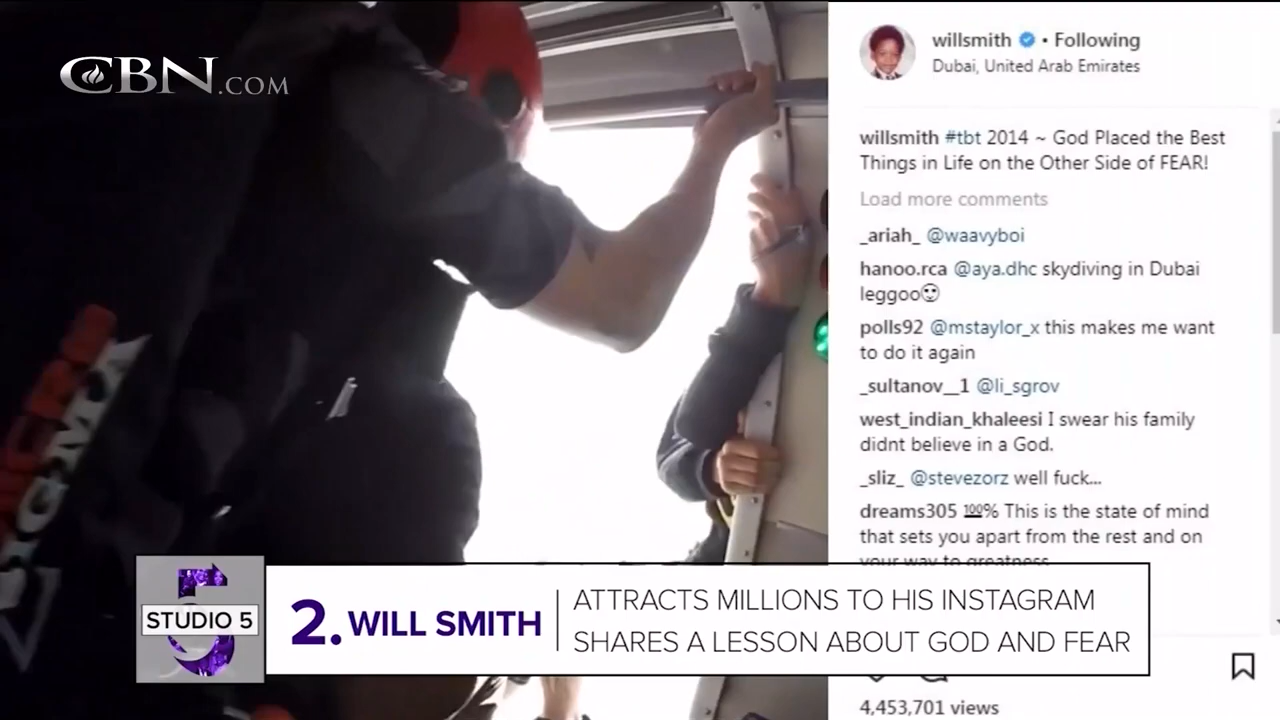 CBN.COM
willsmith • Following
Dubai, United Arab Emirates
willsmith #tbt 2014 ~ God Placed the Best
Things in Life on the Other Side of FEAR!
Load more comments
_ariah_ @waavyboi
hanoo.rca @aya.dhc skydiving in Dubai
leggoo
polls92 @mstaylor_x this makes me want
to do it again
_sultanov__1 @li_sgrov
west_indian_khaleesi I swear his family
didnt believe in a God.
_sliz_ @stevezorz well fuck...
dreams305 💯% This is the state of mind
that sets you apart from the rest and on
your way to greatness
5
STUDIO 5
2. WILL SMITH
ATTRACTS MILLIONS TO HIS INSTAGRAM
SHARES A LESSON ABOUT GOD AND FEAR
4,453,701 views